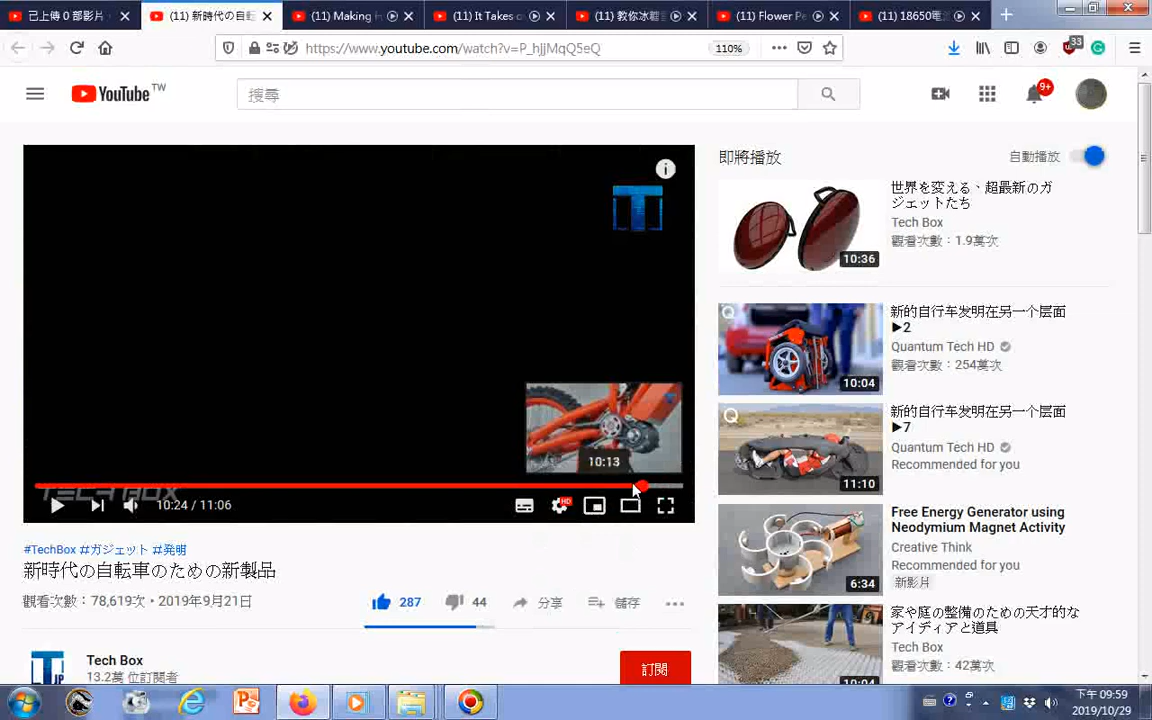 已上傳 0 部影片
(11) 新時代の自転
(11) Making
(11) It Takes
(11) 教你冰
(11) Flower Pe
(11) 18650電
https://www.youtube.com/watch?v=P_hjJMqQ5eQ
110%
33
YouTube TW
搜尋
9+
T
10:13
TECH BOX
10:24 / 11:06
HD
#TechBox #ガジェット #発明
新時代の自転車のための新製品
觀看次數：78,619次・2019年9月21日
287
44
分享
儲存
Tech Box
13.2萬 位訂閱者
訂閱
即將播放
自動播放
世界を変える、超最新のガ
ジェットたち
Tech Box
觀看次數：1.9萬次
10:36
新的自行车发明在另一个层面
▶2
Quantum Tech HD
觀看次數：254萬次
10:04
新的自行车发明在另一个层面
▶7
Quantum Tech HD
Recommended for you
11:10
Free Energy Generator using
Neodymium Magnet Activity
Creative Think
Recommended for you
新影片
6:34
家や庭の整備のための天才的な
アイディアと道具
Tech Box
觀看次數：42萬次
10:04
下午 09:59
2019/10/29